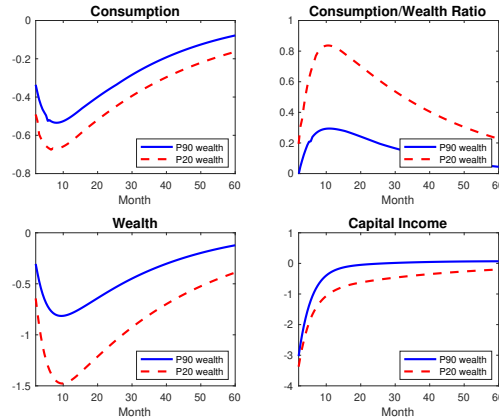 Consumption
0
-0.2
-0.4
-0.6
-0.8
10 20 30 40 50 60
Month
P90 wealth
P20 wealth
Consumption/Wealth Ratio
1
0.8
0.6
0.4
0.2
0
10 20 30 40 50 60
Month
P90 wealth
P20 wealth
Wealth
0
-0.5
-1
-1.5
10 20 30 40 50 60
Month
P90 wealth
P20 wealth
Capital Income
1
0
-1
-2
-3
-4
10 20 30 40 50 60
Month
P90 wealth
P20 wealth